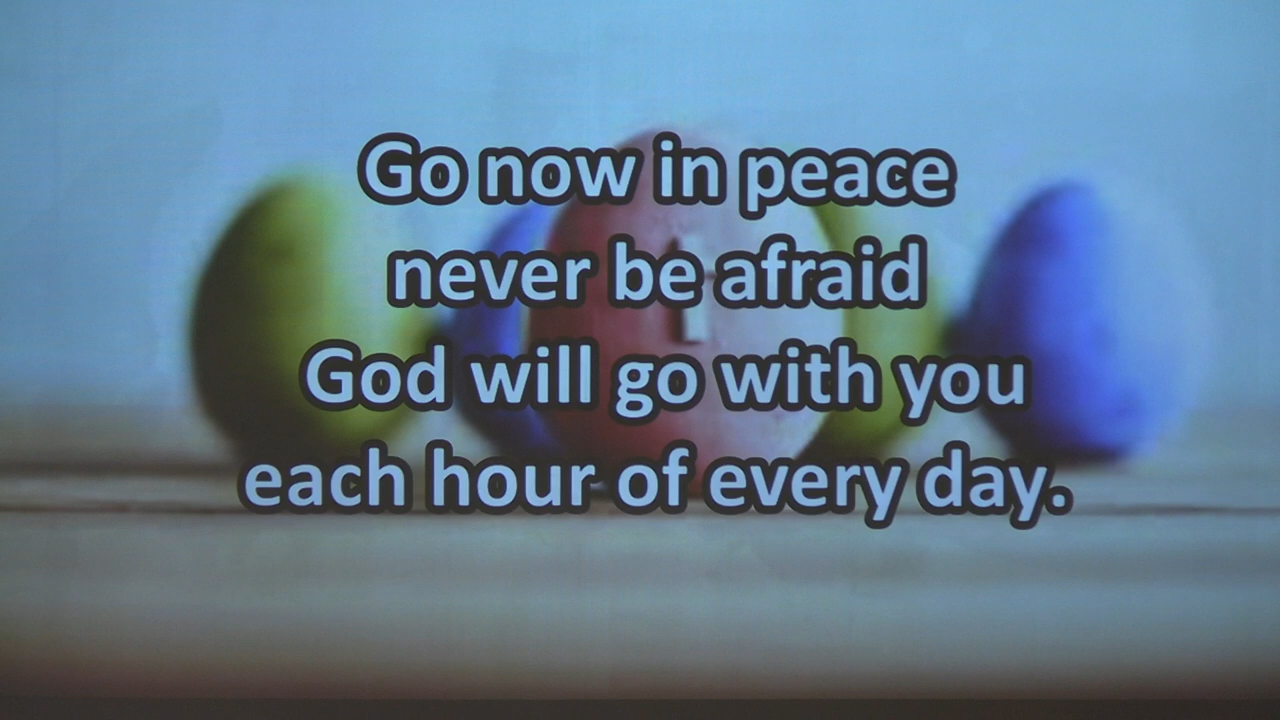 Go now in peace
never be afraid
God will go with you
each hour of every day.